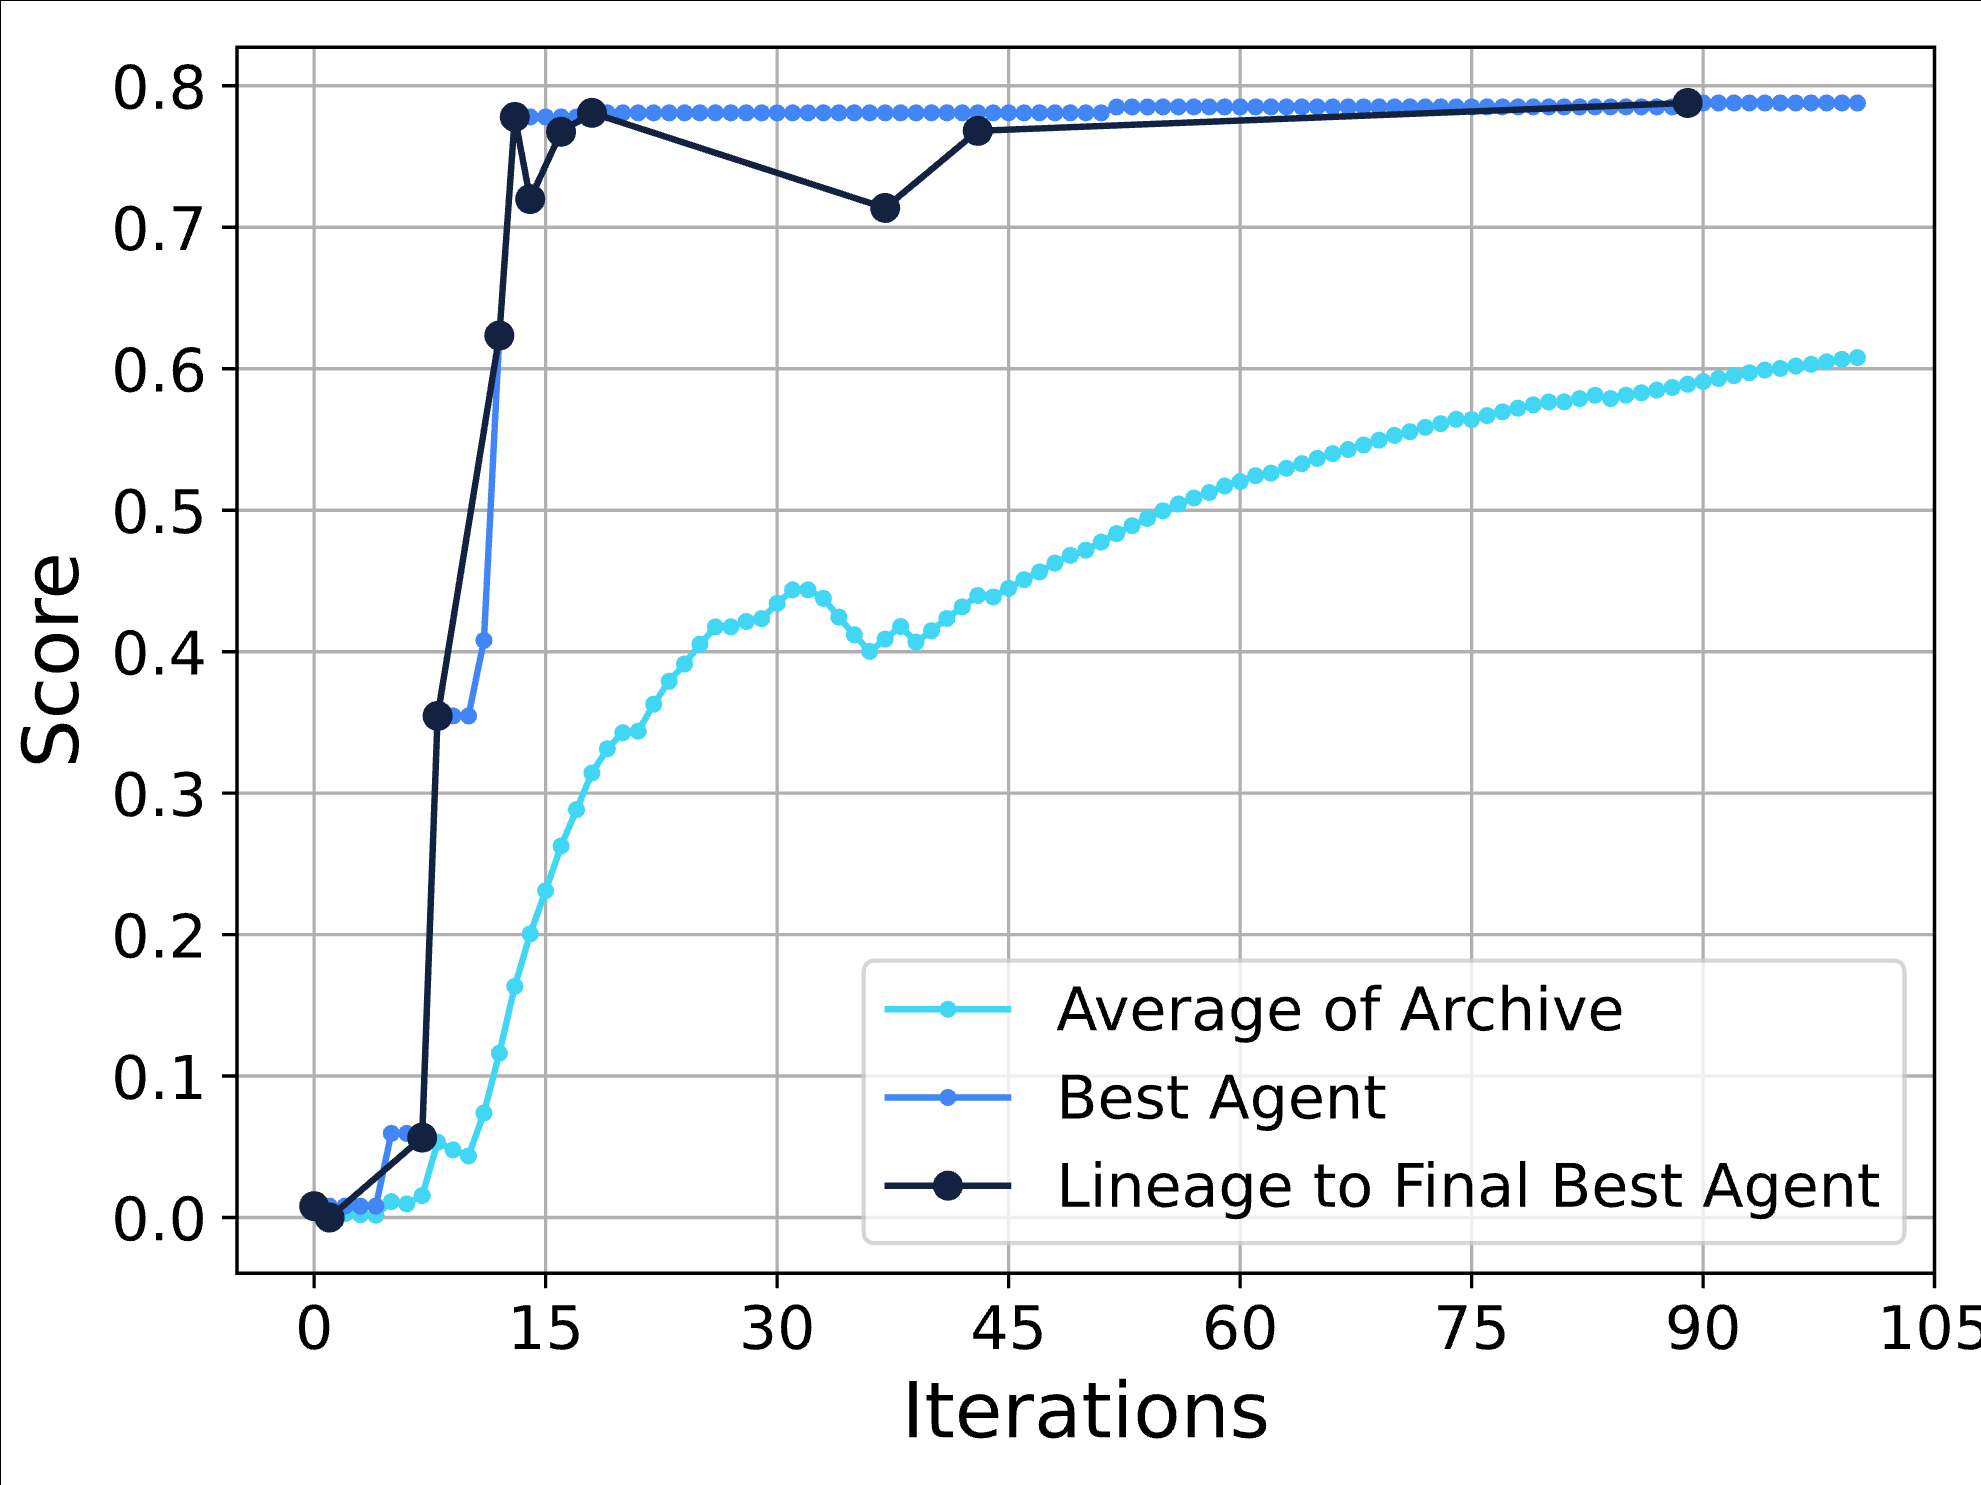 0.8
0.7
0.6
0.5
0.4
0.3
0.2
0.1
0.0
Score
Average of Archive
Best Agent
Lineage to Final Best Agent
0 15 30 45 60 75 90 105
Iterations